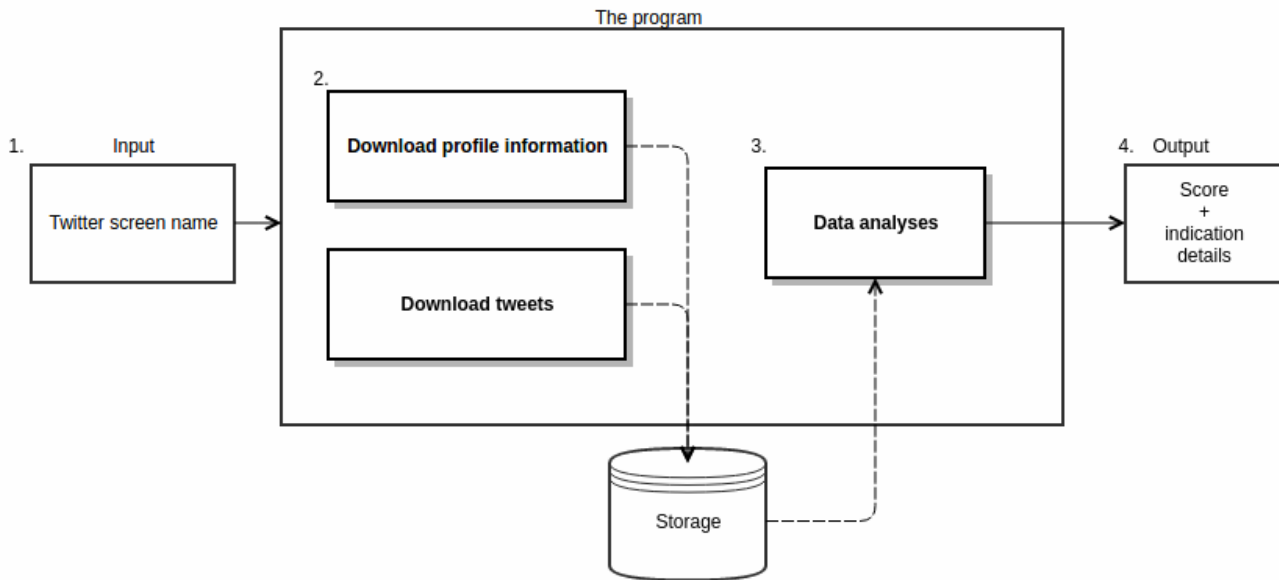 The program
2.
Download profile information
1.
Input
3.
4.
Output
Twitter screen name
Data analyses
Score
+
indication
details
Download tweets
Storage